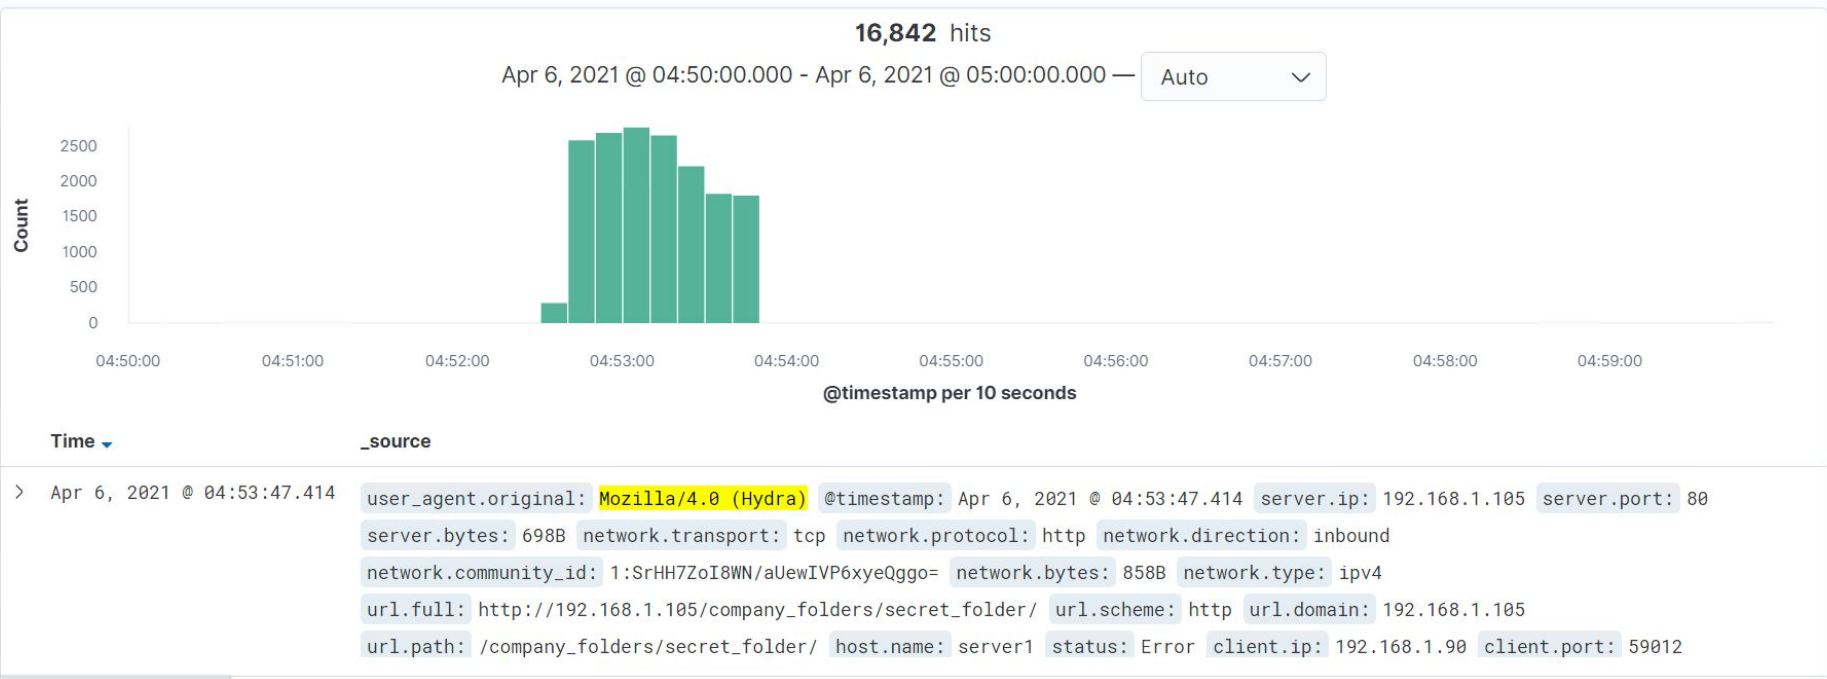 16,842 hits
Apr 6, 2021 @ 04:50:00.000 - Apr 6, 2021 @ 05:00:00.000 — Auto
Count
2500
2000
1500
1000
500
0
04:50:00 04:51:00 04:52:00 04:53:00 04:54:00 04:55:00 04:56:00 04:57:00 04:58:00 04:59:00
@timestamp per 10 seconds
Time _source
Apr 6, 2021 @ 04:53:47.414 user_agent.original: Mozilla/4.0 (Hydra) @timestamp: Apr 6, 2021 @ 04:53:47.414 server.ip: 192.168.1.105 server.port: 80
server.bytes: 698B network.transport: tcp network.protocol: http network.direction: inbound
network.community_id: 1:SrHH7ZoI8WN/aUewIVP6xyeQggo= network.bytes: 858B network.type: ipv4
url.full: http://192.168.1.105/company_folders/secret_folder/ url.scheme: http url.domain: 192.168.1.105
url.path: /company_folders/secret_folder/ host.name: server1 status: Error client.ip: 192.168.1.90 client.port: 59012